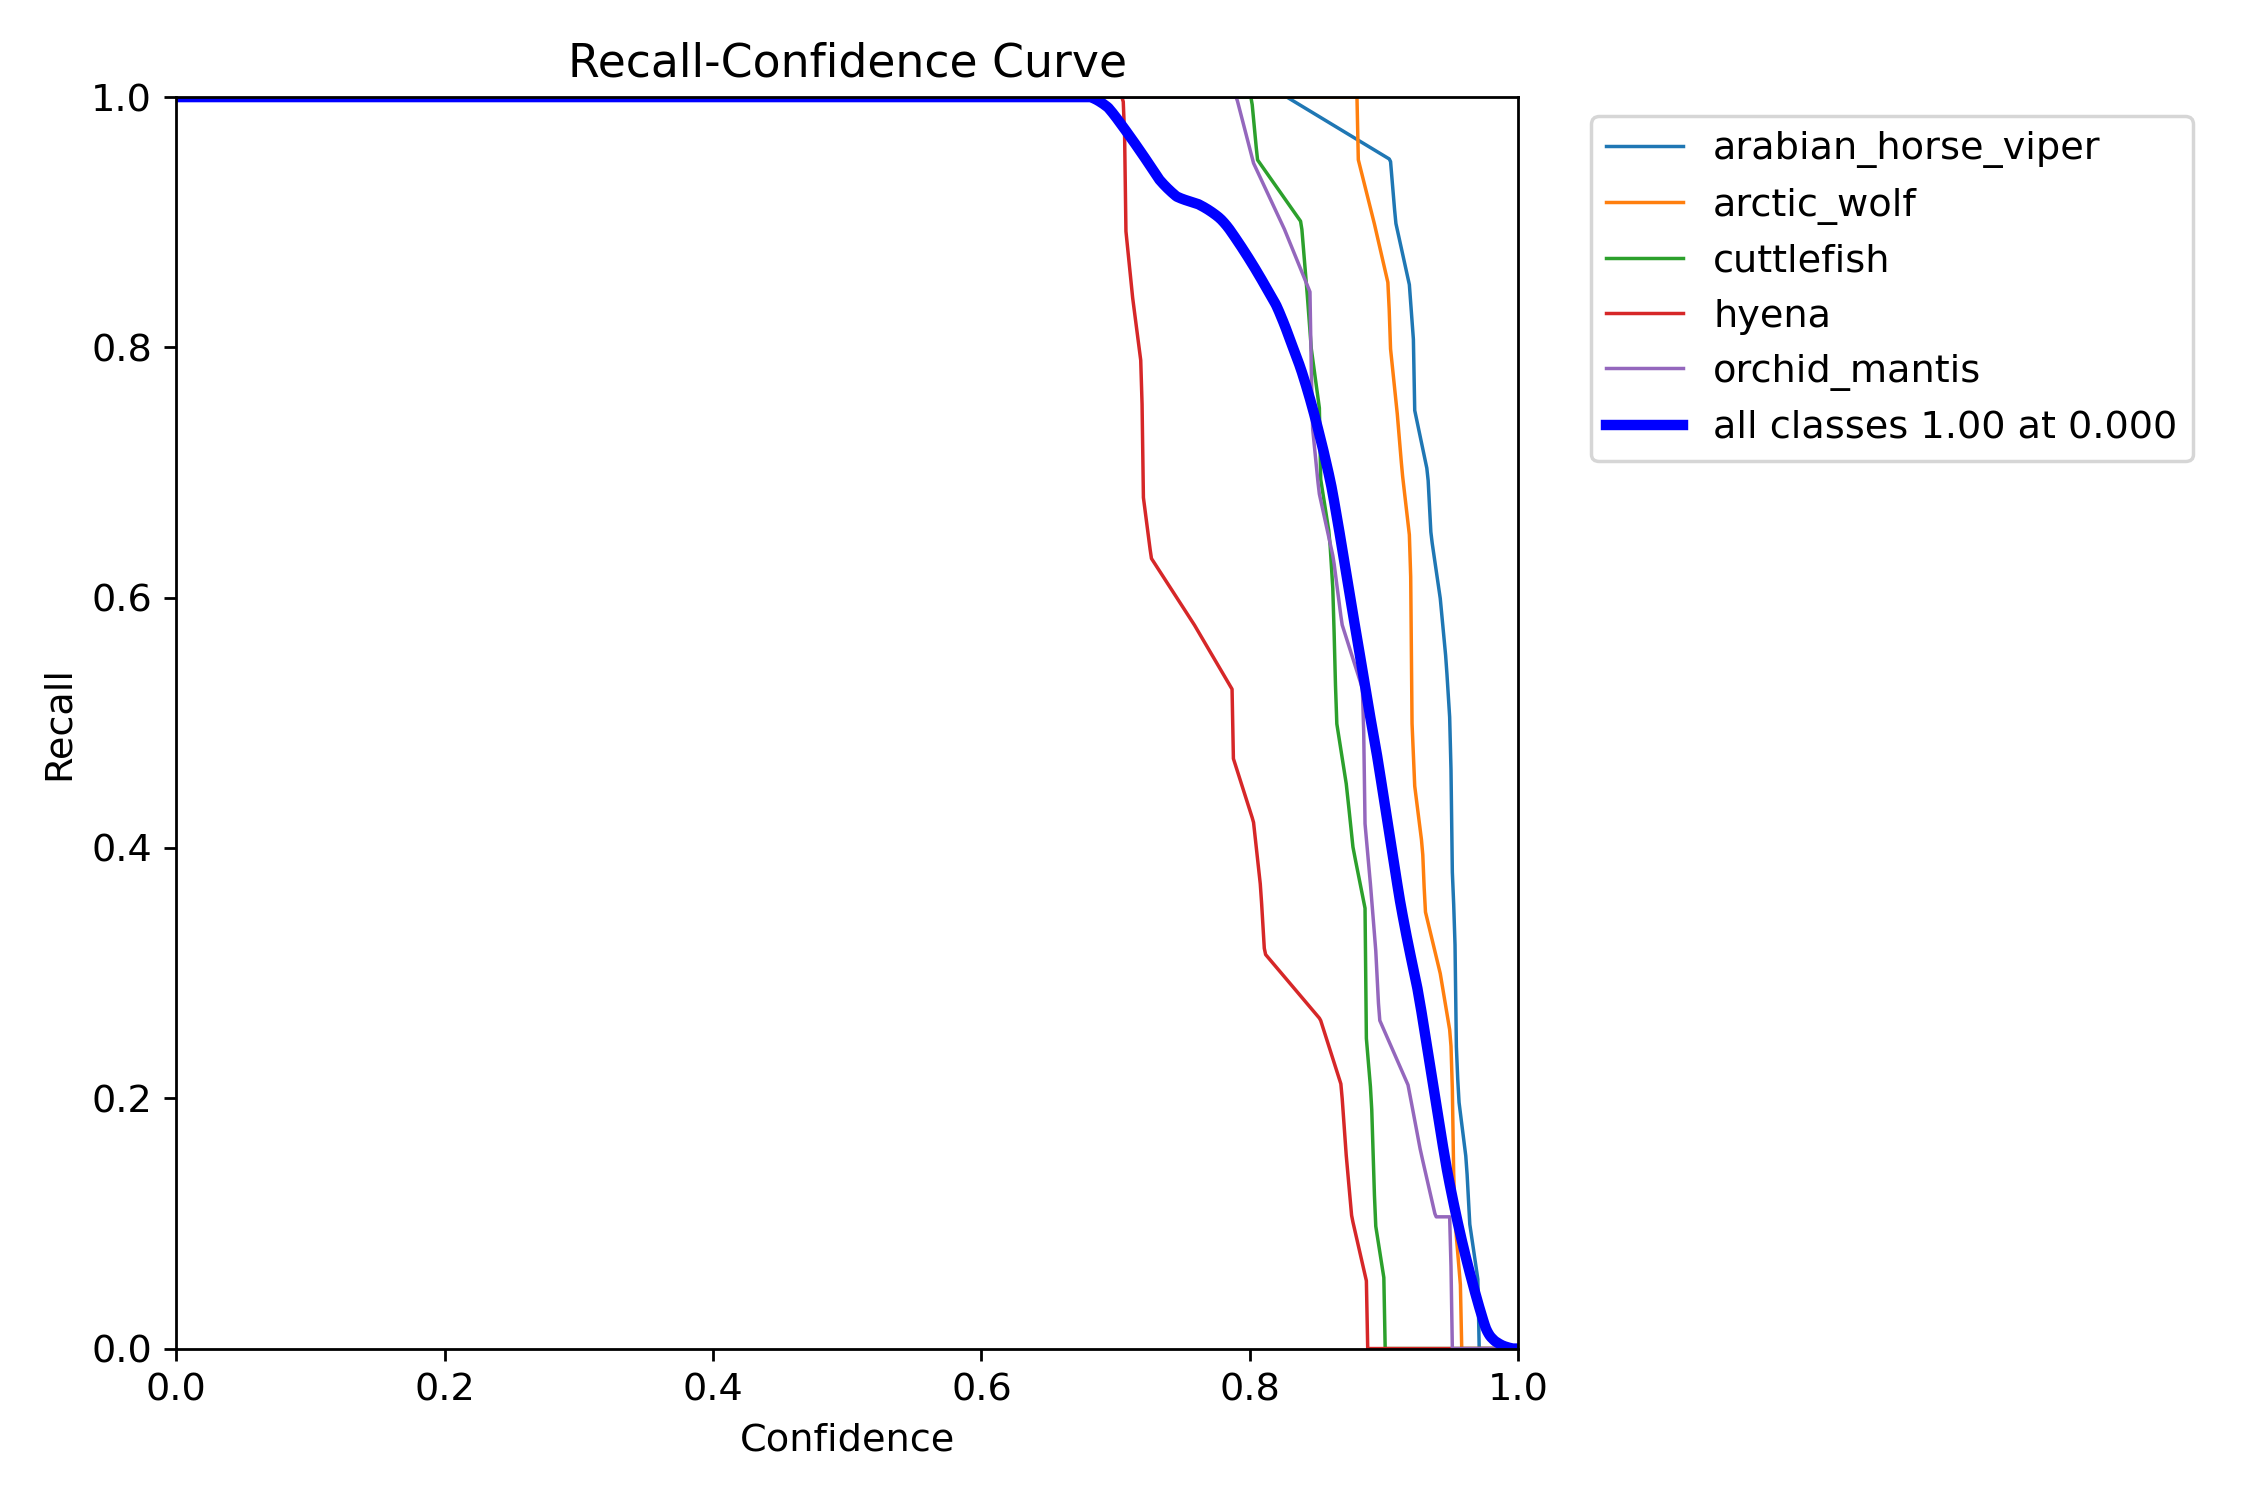 Recall-Confidence Curve
1.0
0.8
0.6
0.4
0.2
0.0
Recall
0.0 0.2 0.4 0.6 0.8 1.0
Confidence
arabian_horse_viper
arctic_wolf
cuttlefish
hyena
orchid_mantis
all classes 1.00 at 0.000